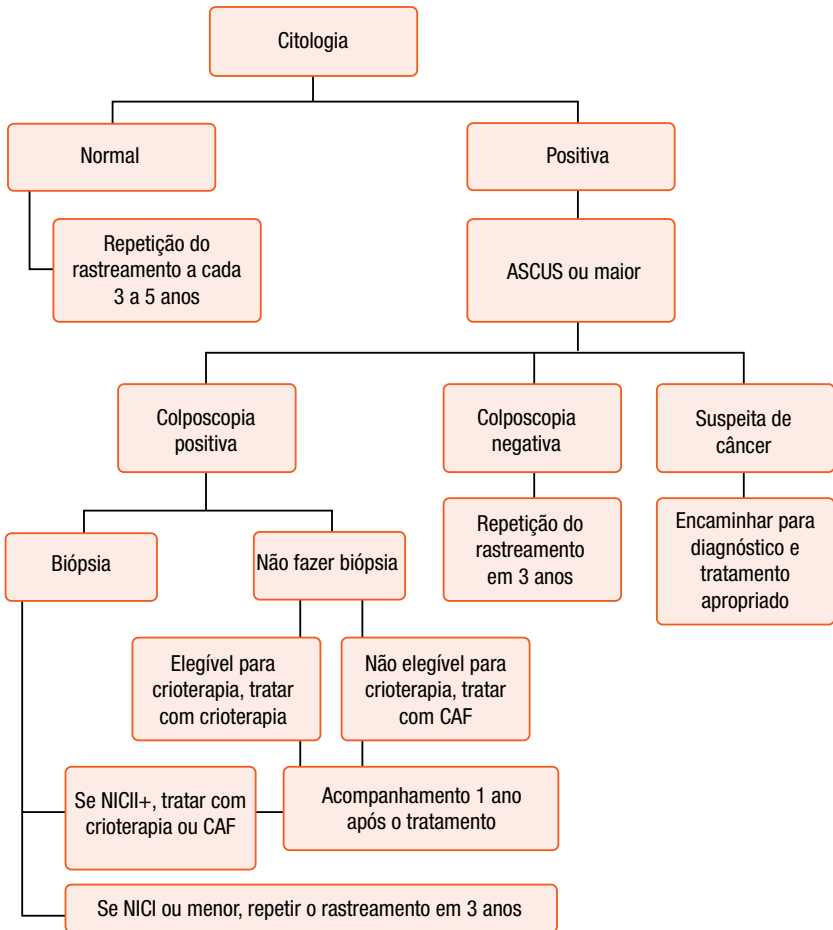 Citologia
Normal
Positiva
Repetição do
rastreamento a cada
3 a 5 anos
ASCUS ou maior
Colposcopia
positiva
Colposcopia
negativa
Suspeita de
câncer
Biópsia
Não fazer biópsia
Repetição do
rastreamento
em 3 anos
Encaminhar para
diagnóstico e
tratamento
apropriado
Elegível para
crioterapia, tratar
com crioterapia
Não elegível para
crioterapia, tratar
com CAF
Se NICII+, tratar com
crioterapia ou CAF
Acompanhamento 1 ano
após o tratamento
Se NICI ou menor, repetir o rastreamento em 3 anos